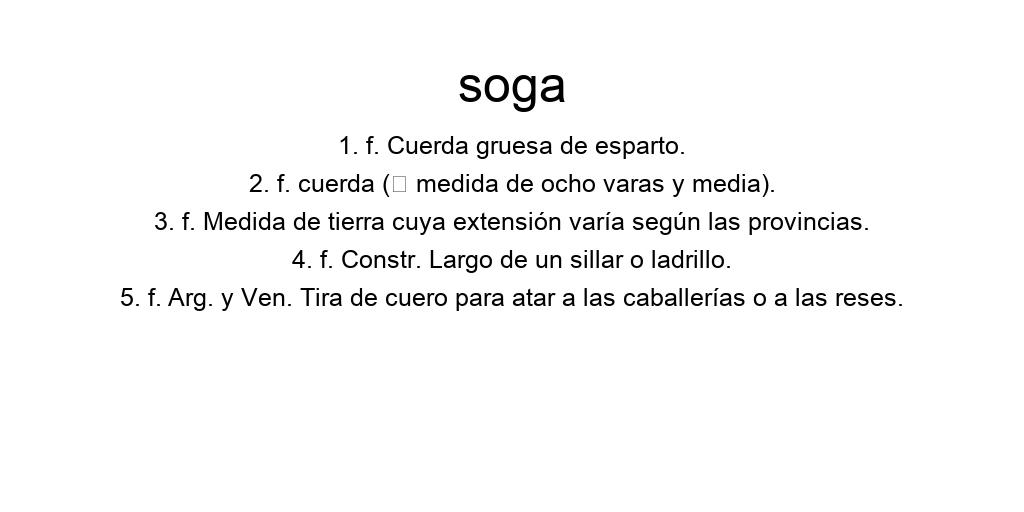 soga
1. f. Cuerda gruesa de esparto.
2. f. cuerda (□ medida de ocho varas y media).
3. f. Medida de tierra cuya extensión varía según las provincias.
4. f. Constr. Largo de un sillar o ladrillo.
5. f. Arg. y Ven. Tira de cuero para atar a las caballerías o a las reses.